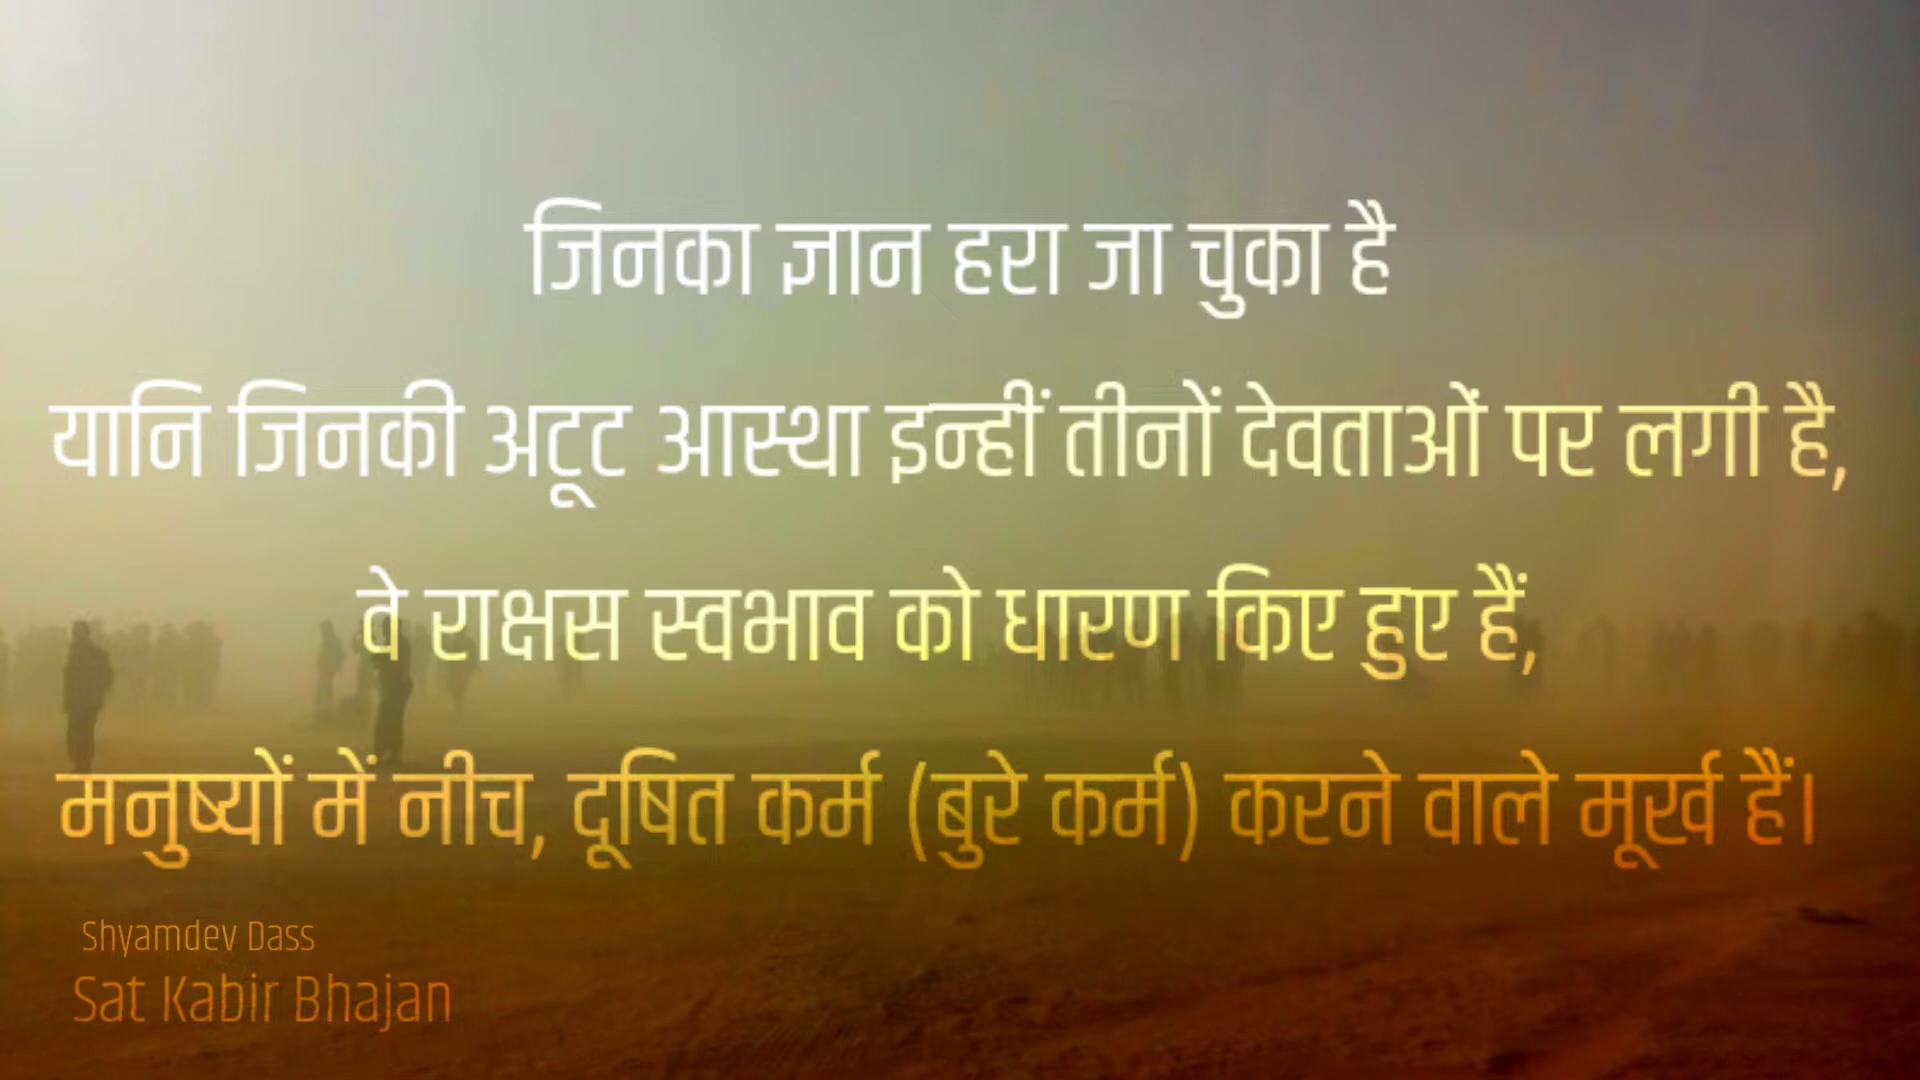 जिनका ज्ञान हरा जा चुका है
यानि जिनकी अटूट आस्था इन्हीं तीनों देवताओं पर लगी है,
वे राक्षस स्वभाव को धारण किए हुए हैं,
मनुष्यों में नीच, दूषित कर्म (बुरे कर्म) करने वाले मूर्ख हैं।
Shyamdev Dass
Sat Kabir Bhajan